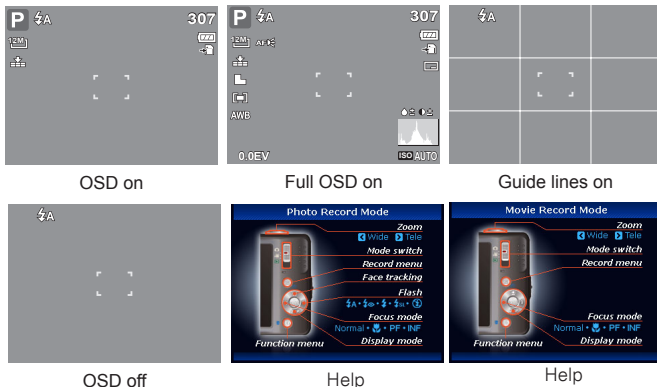 P ⚡A 307
12M
OSD on
P ⚡A 307
12M AF
AWB
0.0EV ISO AUTO
Full OSD on
⚡A
Guide lines on
⚡A
OSD off
Photo Record Mode
Zoom
Wide Tele
Mode switch
Record menu
Face tracking
Flash
⚡A • ⚡ • ⚡ • ⚡SL •
Focus mode
Normal • PF • INF
Function menu Display mode
Help
Movie Record Mode
Zoom
Wide Tele
Mode switch
Record menu
Focus mode
Normal • PF • INF
Function menu Display mode
Help